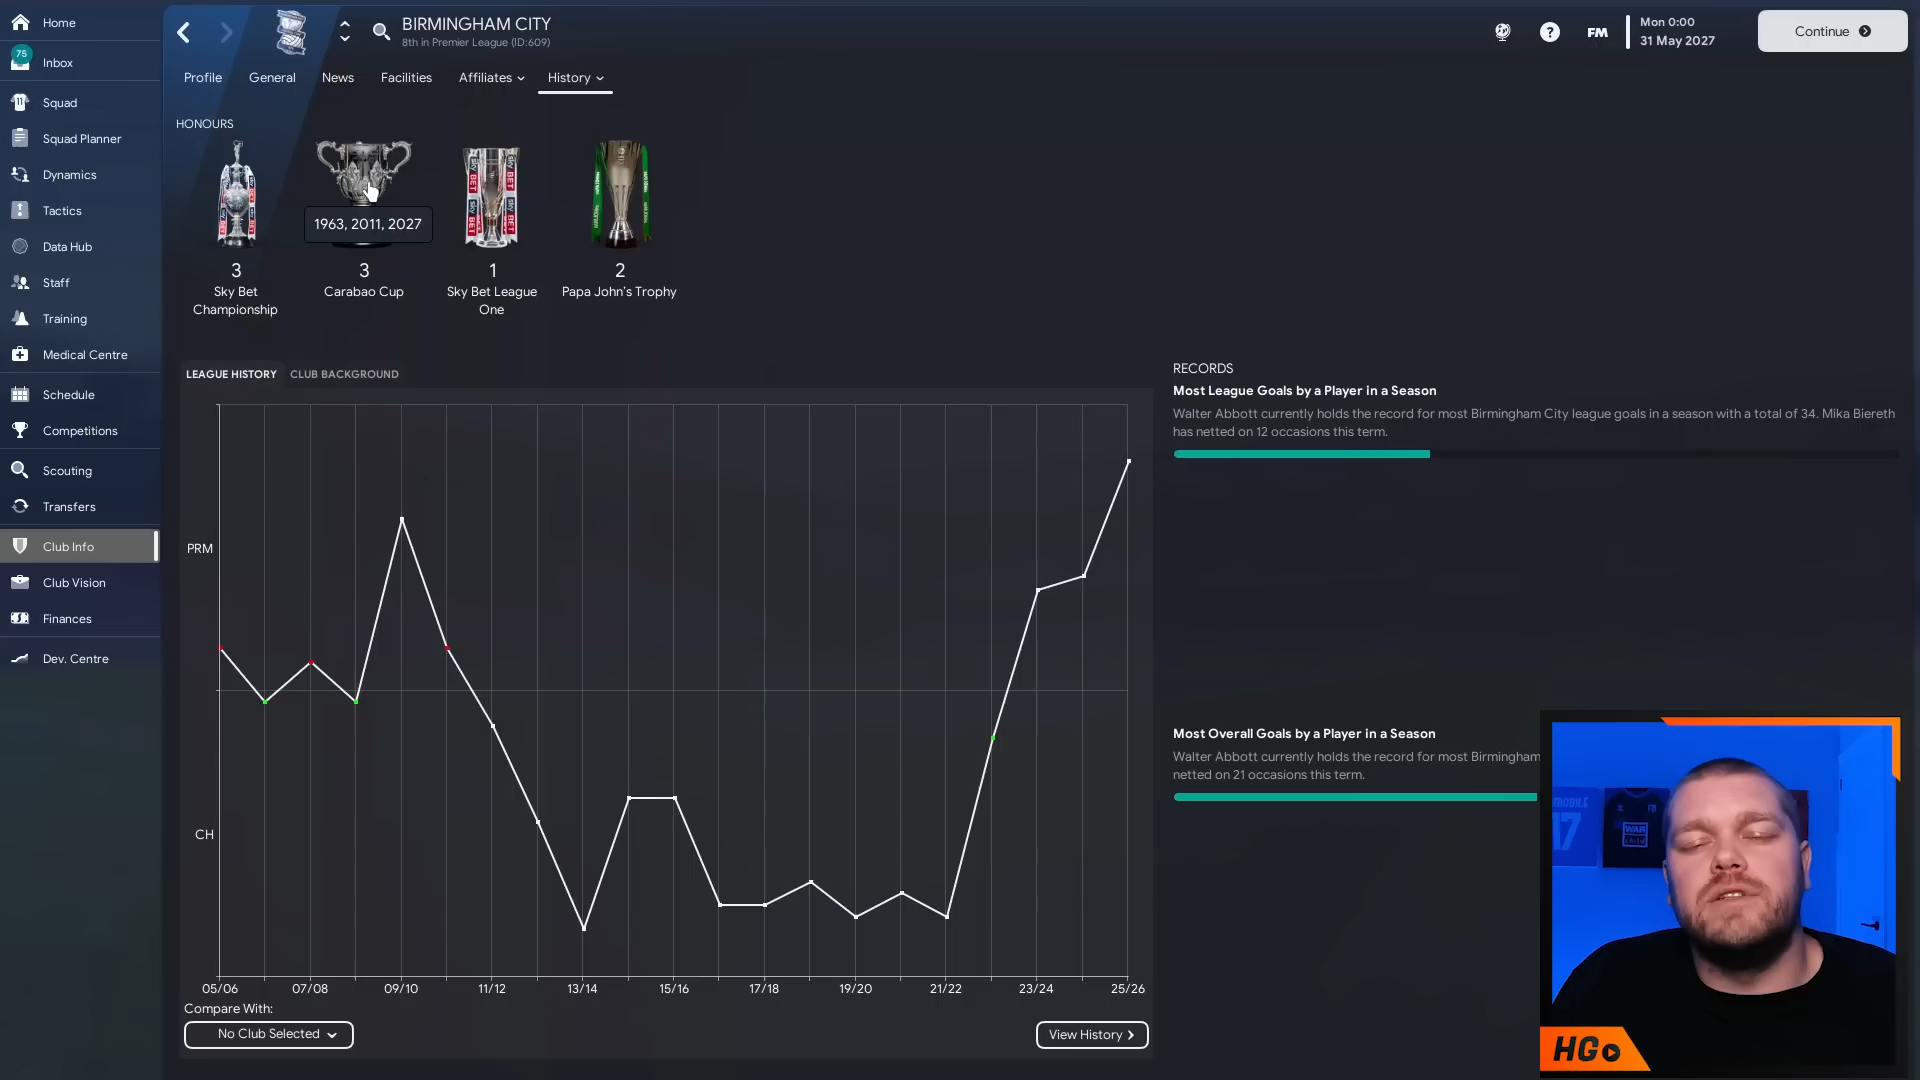 Home
75
Inbox
11
Squad
Squad Planner
Dynamics
Tactics
Data Hub
Staff
Training
Medical Centre
Schedule
Competitions
Scouting
Transfers
Club Info
Club Vision
Finances
Dev. Centre
BIRMINGHAM CITY
8th in Premier League (ID:609)
?
FM
Mon 0:00
31 May 2027
Continue
Profile
General
News
Facilities
Affiliates
History
HONOURS
sky BET
sky BET
1963, 2011, 2027
3
Sky Bet
Championship
3
Carabao Cup
1
Sky Bet League
One
2
Papa John's Trophy
LEAGUE HISTORY
CLUB BACKGROUND
PRM
CH
05/06
07/08
09/10
11/12
13/14
15/16
17/18
19/20
21/22
23/24
25/26
Compare With:
No Club Selected
View History
RECORDS
Most League Goals by a Player in a Season
Walter Abbott currently holds the record for most Birmingham City league goals in a season with a total of 34. Mika Biereth
has netted on 12 occasions this term.
Most Overall Goals by a Player in a Season
Walter Abbott currently holds the record for most Birmingham
netted on 21 occasions this term.
MOBILE
17
WAR
HG